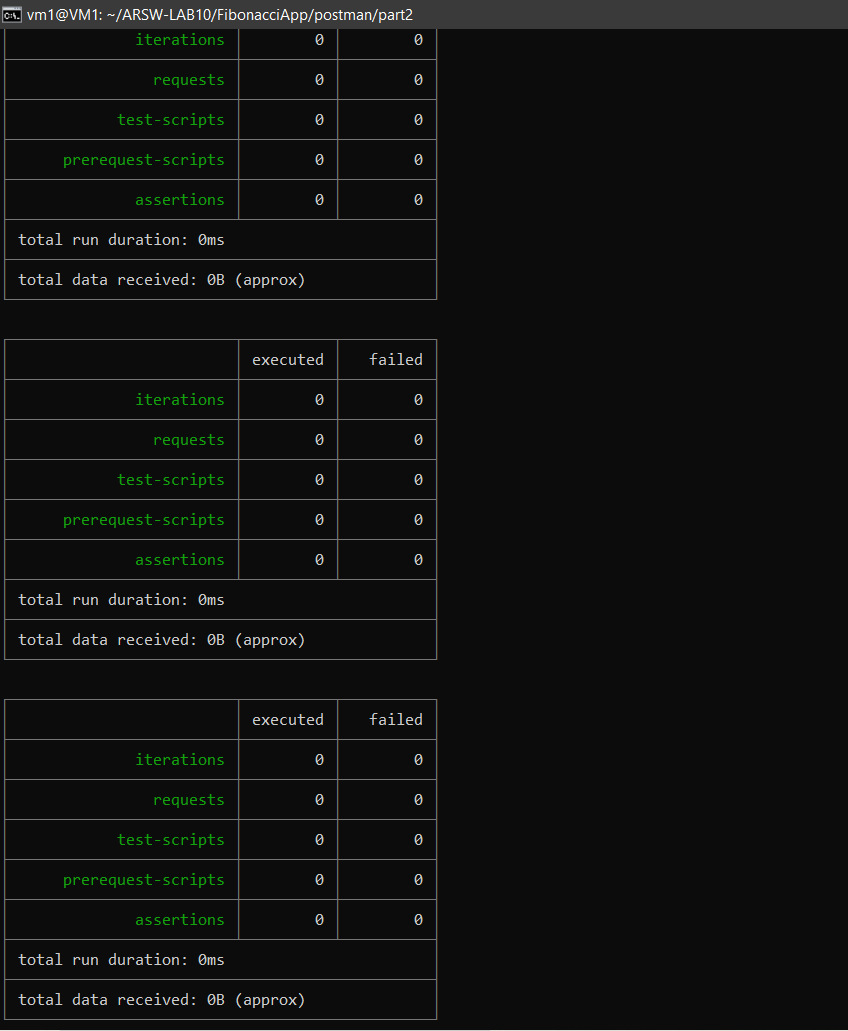 vm1@VM1: ~/ARSW-LAB10/FibonacciApp/postman/part2
iterations 0 0
requests 0 0
test-scripts 0 0
prerequest-scripts 0 0
assertions 0 0
total run duration: 0ms
total data received: 0B (approx)
executed failed
iterations 0 0
requests 0 0
test-scripts 0 0
prerequest-scripts 0 0
assertions 0 0
total run duration: 0ms
total data received: 0B (approx)
executed failed
iterations 0 0
requests 0 0
test-scripts 0 0
prerequest-scripts 0 0
assertions 0 0
total run duration: 0ms
total data received: 0B (approx)